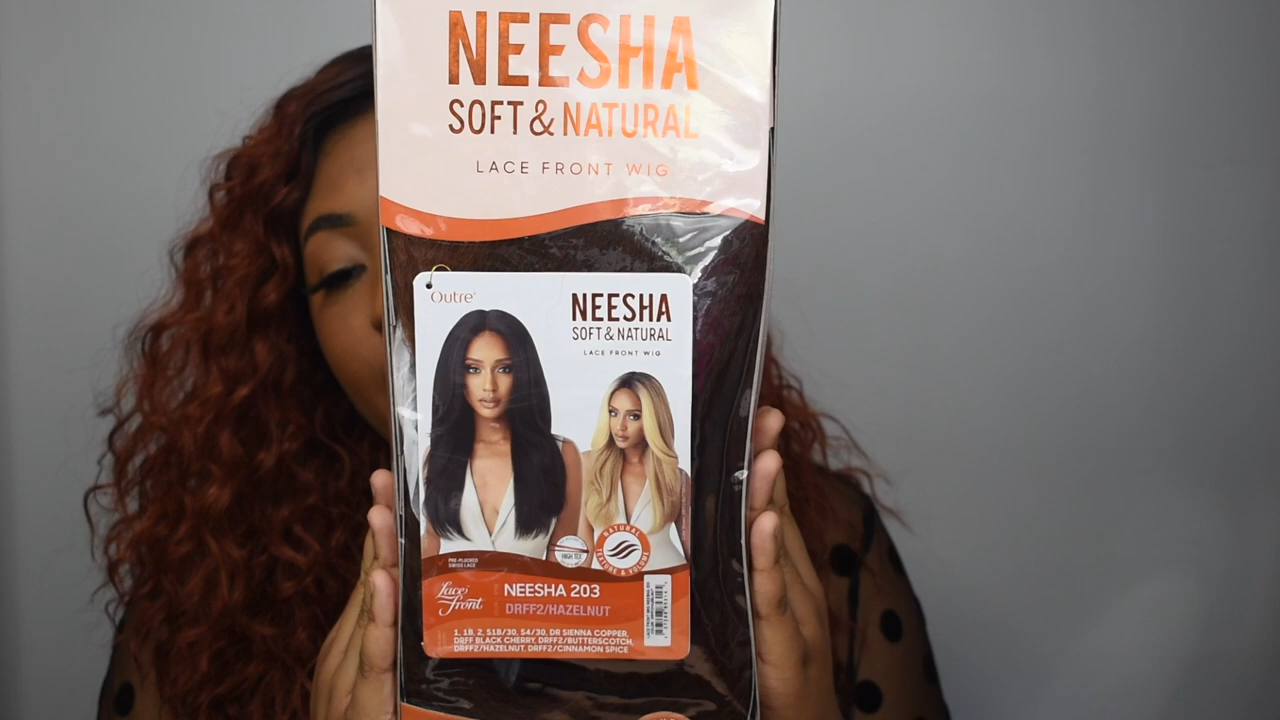 NEESHA
SOFT & NATURAL
LACE FRONT WIG
Outre
NEESHA
SOFT & NATURAL
LACE FRONT WIG
PRE-PLUCKED
SWISS LACE
HIGH TEX
NATURAL
TEXTURE & VOLUME
Lace
Front
NEESHA 203
DRFF2/HAZELNUT
1, 1B, 2, S1B/30, S4/30, DR SIENNA COPPER,
DRFF BLACK CHERRY, DRFF2/BUTTERSCOTCH,
DRFF2/HAZELNUT, DRFF2/CINNAMON SPICE